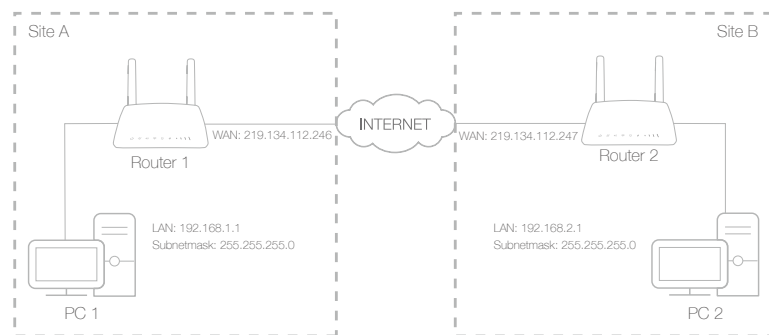 Site A
Site B
INTERNET
WAN: 219.134.112.246
WAN: 219.134.112.247
Router 1
Router 2
LAN: 192.168.1.1
Subnetmask: 255.255.255.0
LAN: 192.168.2.1
Subnetmask: 255.255.255.0
PC 1
PC 2